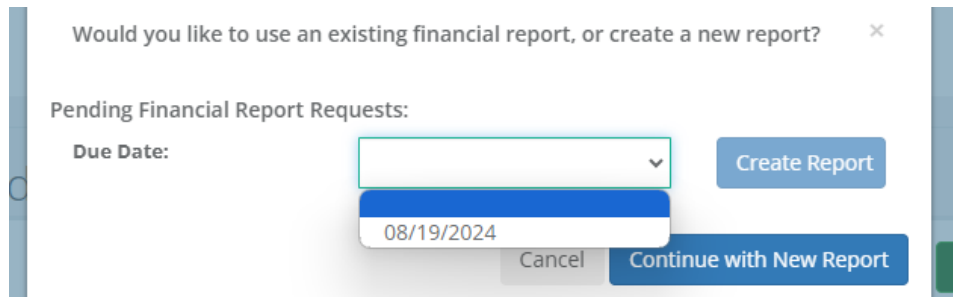 Would you like to use an existing financial report, or create a new report? ×
Pending Financial Report Requests:
Due Date:
Create Report
08/19/2024
Cancel Continue with New Report